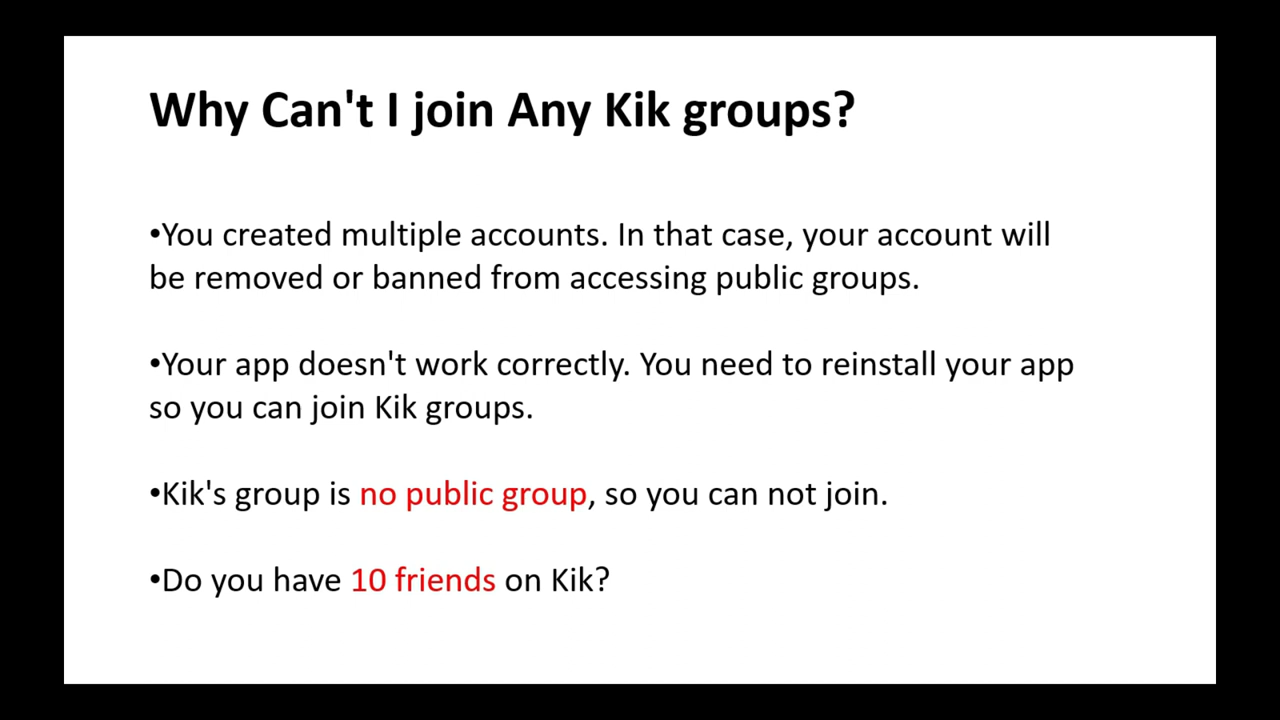 Why Can't I join Any Kik groups?
•You created multiple accounts. In that case, your account will
be removed or banned from accessing public groups.
•Your app doesn't work correctly. You need to reinstall your app
so you can join Kik groups.
•Kik's group is no public group, so you can not join.
•Do you have 10 friends on Kik?